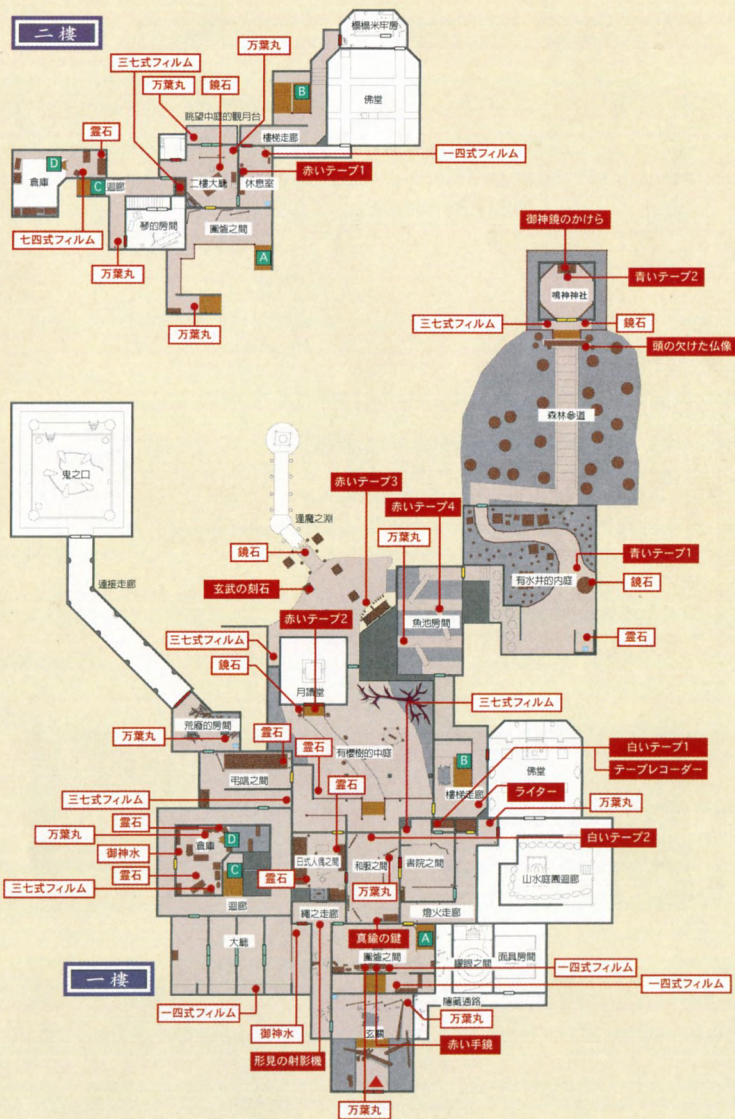 二樓
榻榻米牢房
三七式フィルム
万葉丸
万葉丸
鏡石
佛堂
眺望中庭的觀月台
霊石
樓梯走廊
一四式フィルム
B
D
倉庫
C
迴廊
二樓大廳
休息室
赤いテープ1
七四式フィルム
琴的房間
圍爐之間
万葉丸
A
万葉丸
御神鏡のかけら
青いテープ2
鳴神神社
三七式フィルム
鏡石
頭の欠けた仏像
森林參道
鬼之口
赤いテープ3
赤いテープ4
逢魔之淵
万葉丸
鏡石
青いテープ1
有水井的內庭
鏡石
連接走廊
玄武の刻石
赤いテープ2
魚池房間
霊石
三七式フィルム
月讀堂
鏡石
三七式フィルム
荒廢的房間
万葉丸
霊石
霊石
有櫻樹的中庭
白いテープ1
テープレコーダー
B
佛堂
弔喪之間
霊石
樓梯走廊
ライター
三七式フィルム
万葉丸
霊石
白いテープ2
万葉丸
倉庫
D
日式人偶之間
和服之間
書院之間
御神水
霊石
C
霊石
万葉丸
山水庭園迴廊
三七式フィルム
迴廊
繩之走廊
燈火走廊
大廳
真鍮の鍵
A
圍爐之間
面具房間
一四式フィルム
一樓
一四式フィルム
隱藏通路
一四式フィルム
御神水
玄關
万葉丸
形見の射影機
赤い手鏡
万葉丸